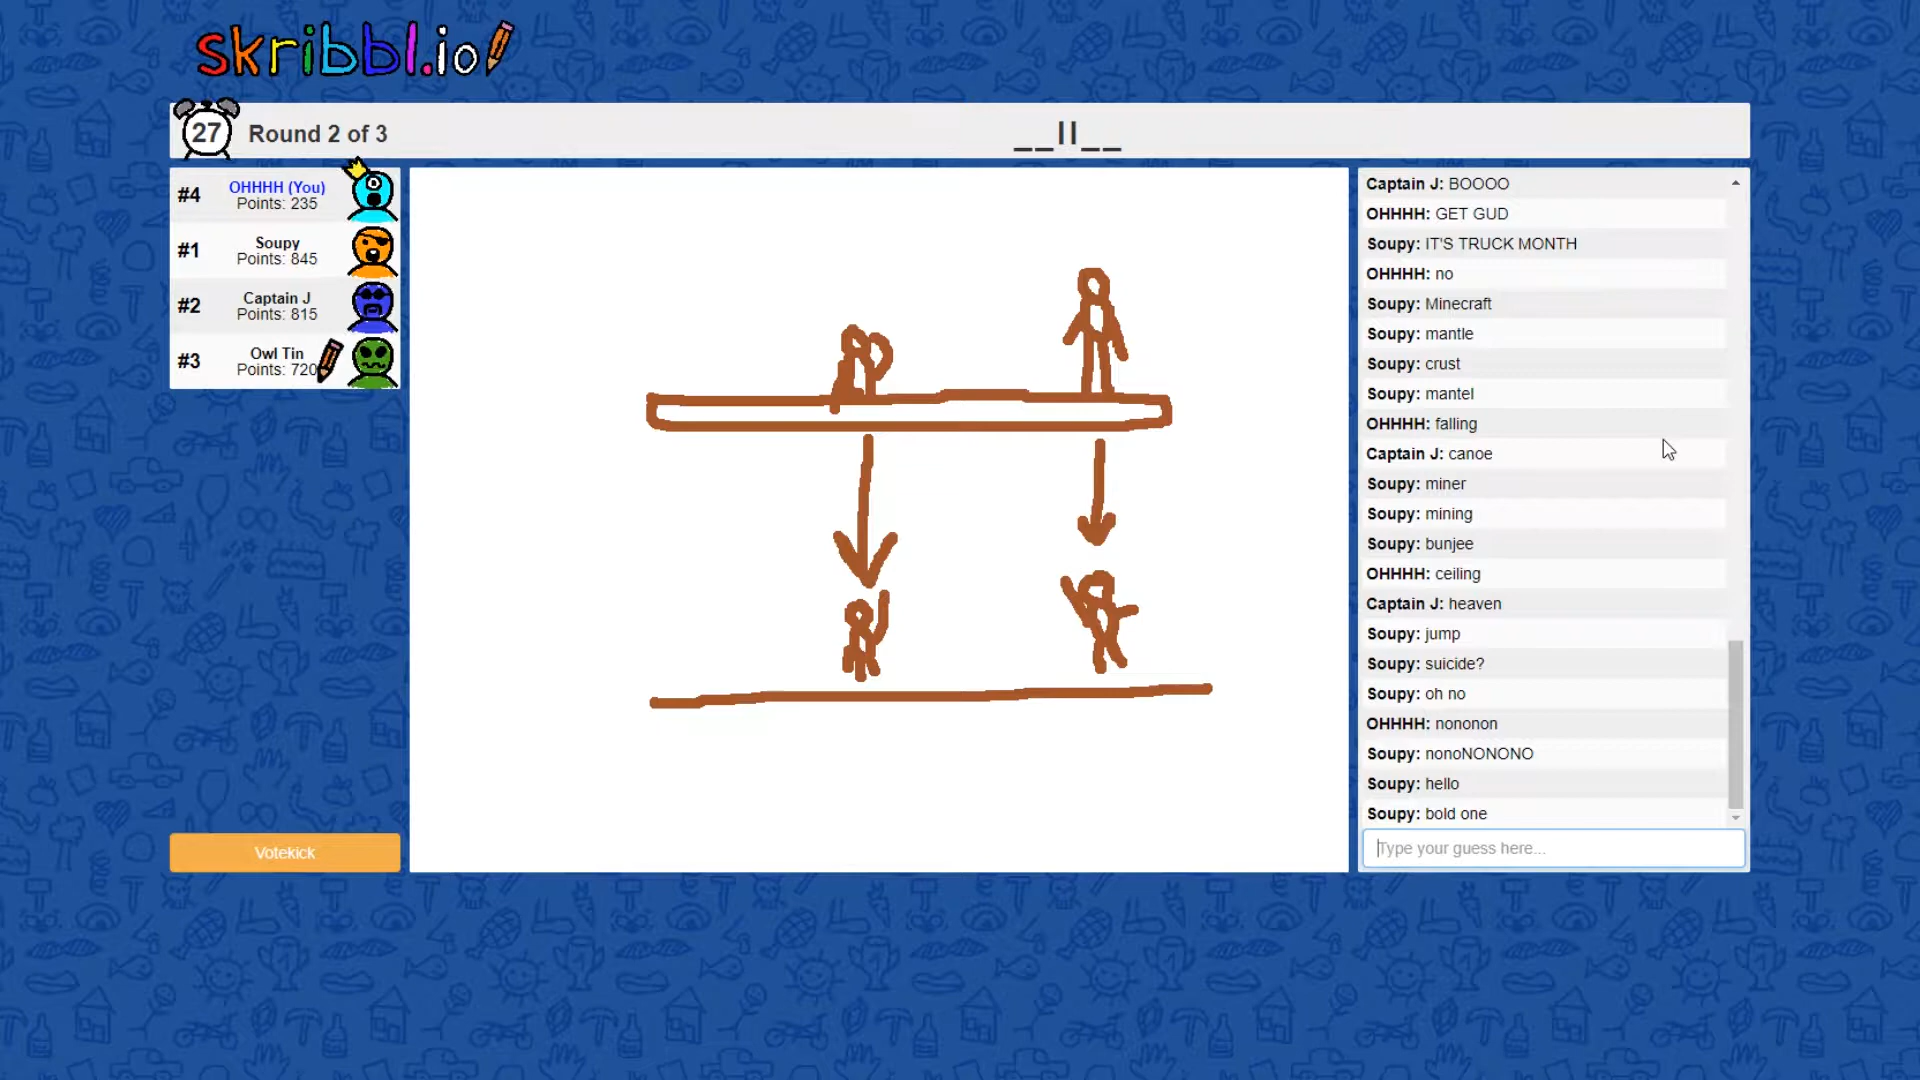 skribbl.io
27
Round 2 of 3
__ll__
#4
OHHHH (You)
Points: 235
#1
Soupy
Points: 845
#2
Captain J
Points: 815
#3
Owl Tin
Points: 720
Votekick
Captain J: BOOOO
OHHHH: GET GUD
Soupy: IT'S TRUCK MONTH
OHHHH: no
Soupy: Minecraft
Soupy: mantle
Soupy: crust
Soupy: mantel
OHHHH: falling
Captain J: canoe
Soupy: miner
Soupy: mining
Soupy: bunjee
OHHHH: ceiling
Captain J: heaven
Soupy: jump
Soupy: suicide?
Soupy: oh no
OHHHH: nononon
Soupy: nonoNONONO
Soupy: hello
Soupy: bold one
Type your guess here...